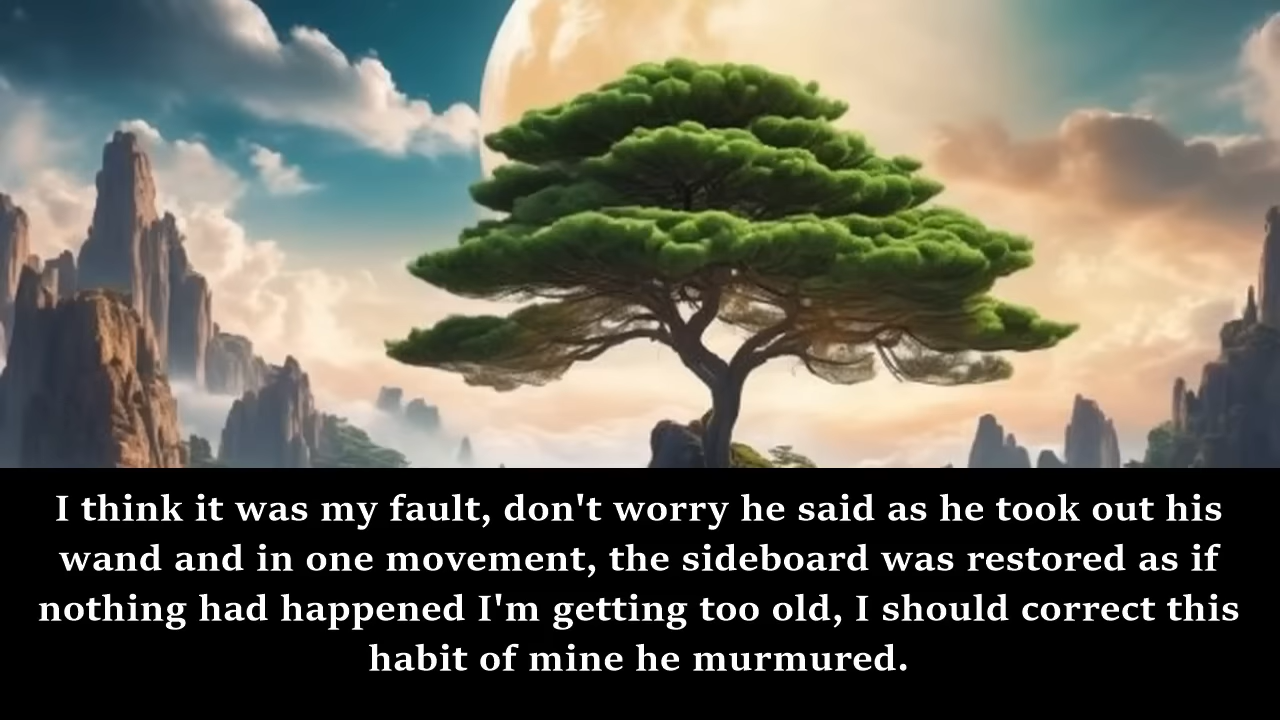 I think it was my fault, don't worry he said as he took out his
wand and in one movement, the sideboard was restored as if
nothing had happened I'm getting too old, I should correct this
habit of mine he murmured.